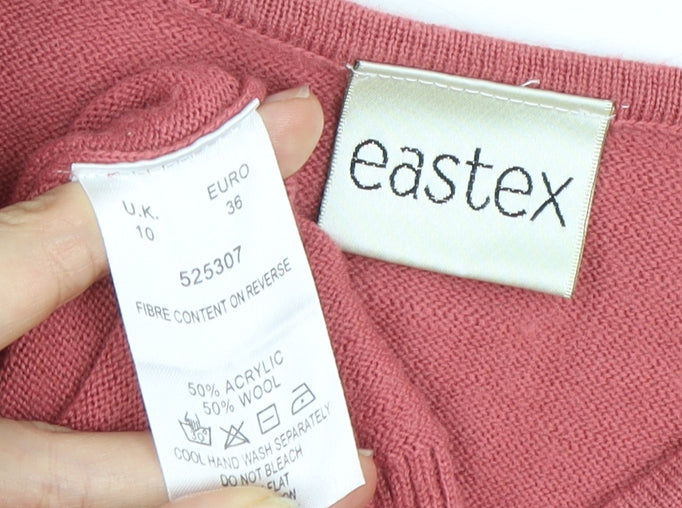 eastex
U.K. EURO
10 36
525307
FIBRE CONTENT ON REVERSE
50% ACRYLIC
50% WOOL
COOL HAND WASH SEPARATELY
DO NOT BLEACH
FLAT